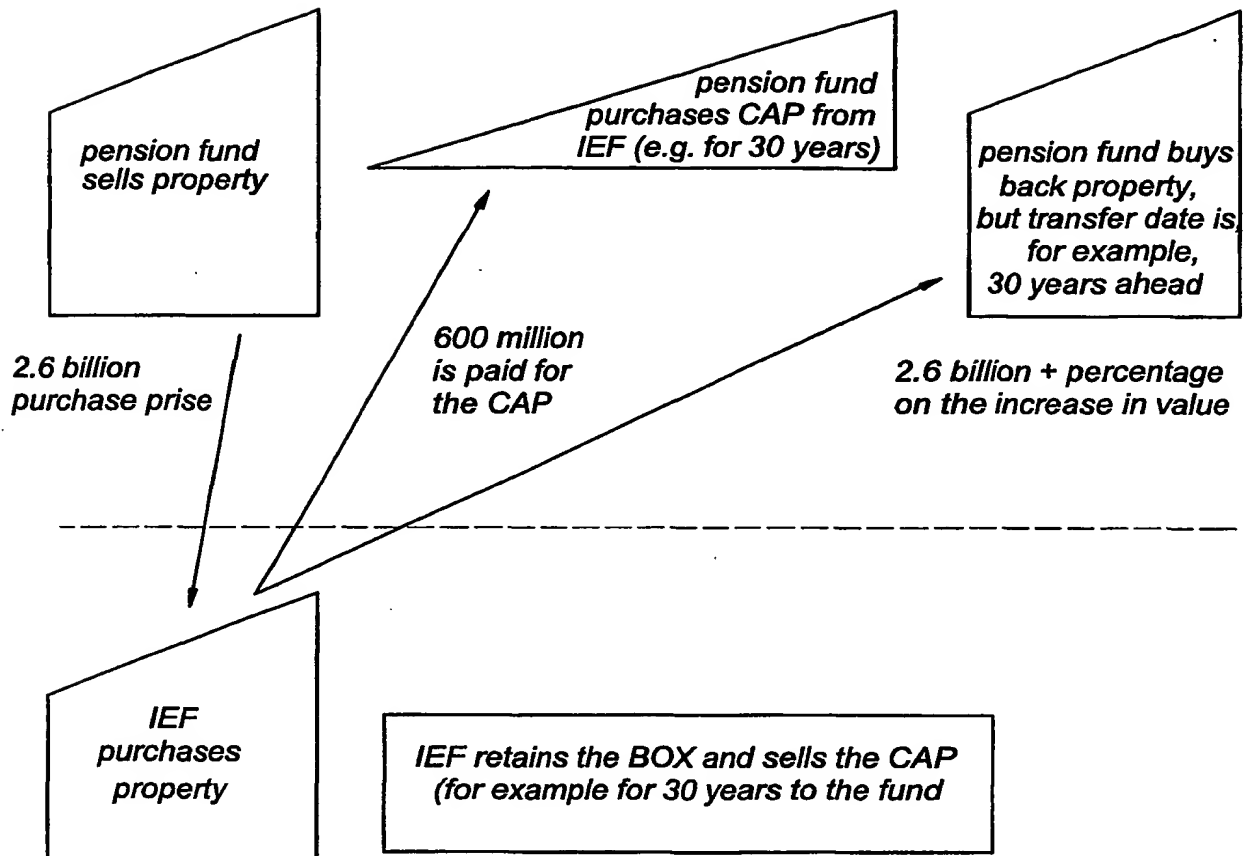 pension fund
sells property
pension fund
purchases CAP from
IEF (e.g. for 30 years)
pension fund buys
back property,
but transfer date is,
for example,
30 years ahead
2.6 billion
purchase prise
600 million
is paid for
the CAP
2.6 billion + percentage
on the increase in value
IEF
purchases
property
IEF retains the BOX and sells the CAP
(for example for 30 years to the fund